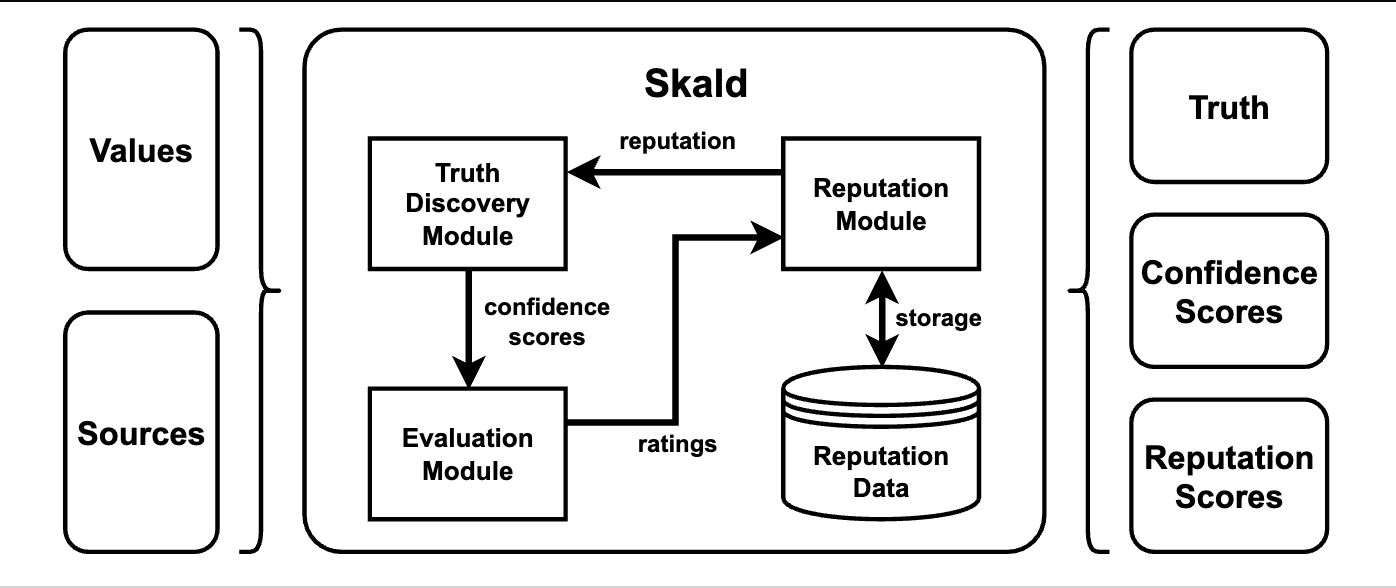 Values
Sources
Skald
reputation
Truth
Discovery
Module
Reputation
Module
confidence
scores
storage
Evaluation
Module
ratings
Reputation
Data
Truth
Confidence
Scores
Reputation
Scores